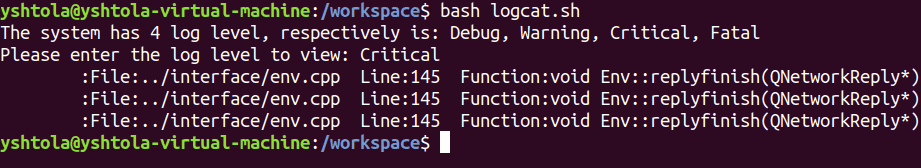 yshtola@yshtola-virtual-machine:/workspace$ bash logcat.sh
The system has 4 log level, respectively is: Debug, Warning, Critical, Fatal
Please enter the log level to view: Critical
        :File:../interface/env.cpp  Line:145  Function:void Env::replyfinish(QNetworkReply*)
        :File:../interface/env.cpp  Line:145  Function:void Env::replyfinish(QNetworkReply*)
        :File:../interface/env.cpp  Line:145  Function:void Env::replyfinish(QNetworkReply*)
yshtola@yshtola-virtual-machine:/workspace$